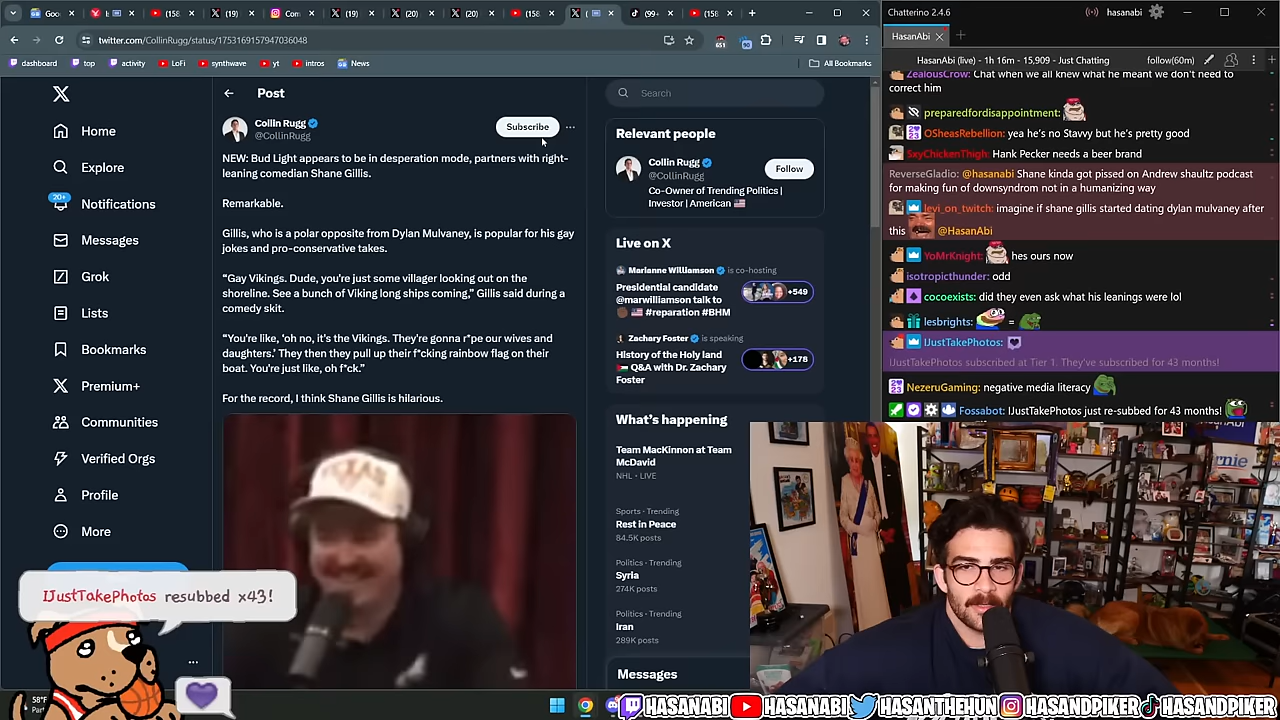 Goo
(158
(19)
Com
(19)
(20)
(20)
(158
(
(99+
(158
twitter.com/CollinRugg/status/1753169157947036048
651
90
dashboard
top
activity
LoFi
synthwave
yt
intros
News
All Bookmarks
Home
Explore
20+
Notifications
Messages
Grok
Lists
Bookmarks
Premium+
Communities
Verified Orgs
Profile
More
Post
Collin Rugg
@CollinRugg
Subscribe
NEW: Bud Light appears to be in desperation mode, partners with right-
leaning comedian Shane Gillis.
Remarkable.
Gillis, who is a polar opposite from Dylan Mulvaney, is popular for his gay
jokes and pro-conservative takes.
“Gay Vikings. Dude, you're just some villager looking out on the
shoreline. See a bunch of Viking long ships coming,” Gillis said during a
comedy skit.
“You're like, ‘oh no, it's the Vikings. They're gonna r*pe our wives and
daughters.’ They then they pull up their f*cking rainbow flag on their
boat. You're just like, oh f*ck.”
For the record, I think Shane Gillis is hilarious.
Search
Relevant people
Collin Rugg
@CollinRugg
Follow
Co-Owner of Trending Politics |
Investor | American
Live on X
Marianne Williamson is co-hosting
Presidential candidate
@marwilliamson talk to
#reparation #BHM
+549
Zachary Foster is speaking
History of the Holy land
Q&A with Dr. Zachary
Foster
+178
What's happening
Team MacKinnon at Team
McDavid
NHL · LIVE
Sports · Trending
Rest in Peace
84.5K posts
Politics · Trending
Syria
274K posts
Politics · Trending
Iran
289K posts
Messages
Chatterino 2.4.6
hasanabi
HasanAbi
HasanAbi (live) - 1h 16m - 15,909 - Just Chatting
follow(60m)
ZealousCrow: Chat when we all knew what he meant we don't need to
correct him
preparedfordisappointment:
OSheasRebellion: yea he's no Stavvy but he's pretty good
SxyChickenThigh: Hank Pecker needs a beer brand
ReverseGladio: @hasanabi Shane kinda got pissed on Andrew shaultz podcast
for making fun of downsyndrom not in a humanizing way
levi_on_twitch: imagine if shane gillis started dating dylan mulvaney after
this @HasanAbi
YoMrKnight: hes ours now
isotropicthunder: odd
cocoexists: did they even ask what his leanings were lol
lesbrights: =
IJustTakePhotos:
IJustTakePhotos subscribed at Tier 1. They've subscribed for 43 months!
NezeruGaming: negative media literacy
Fossabot: IJustTakePhotos just re-subbed for 43 months!
IJustTakePhotos resubbed x43!
58°F
HASANABI
HASANABI
HASANTHEHUN
HASANDPIKER
HASANDPIKER